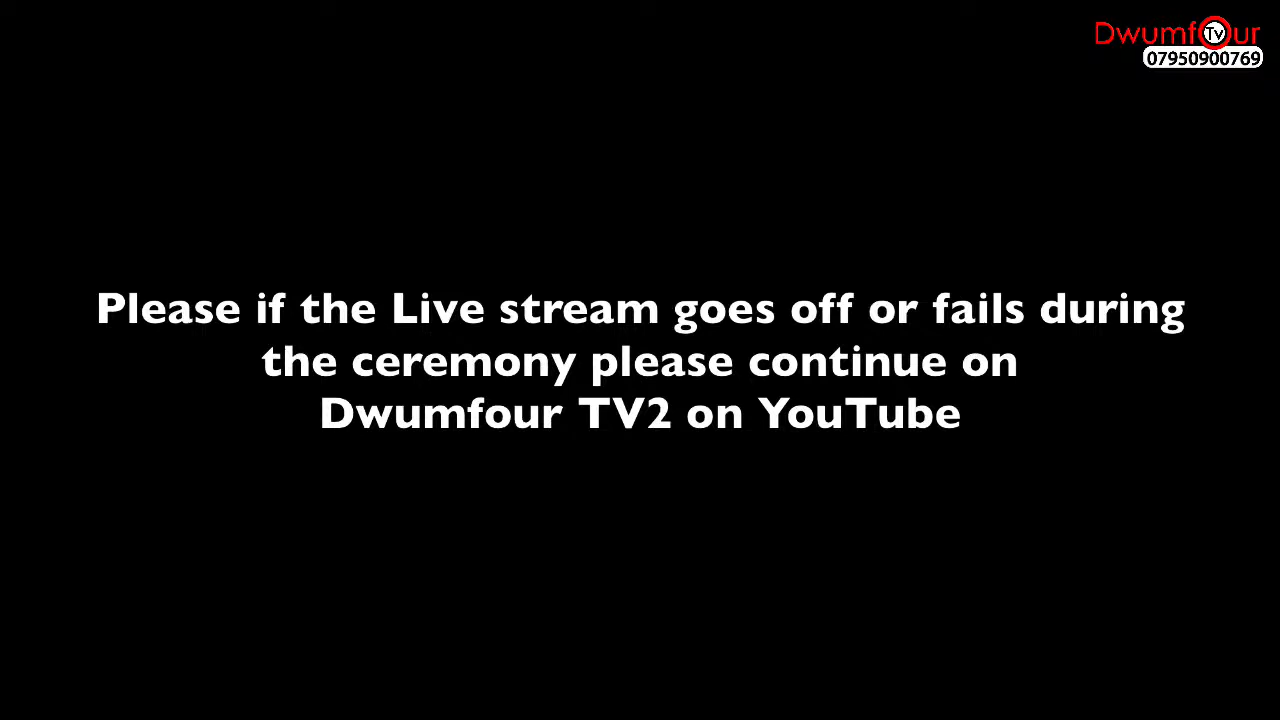 DwumfOur
Tv
07950900769
Please if the Live stream goes off or fails during
the ceremony please continue on
Dwumfour TV2 on YouTube